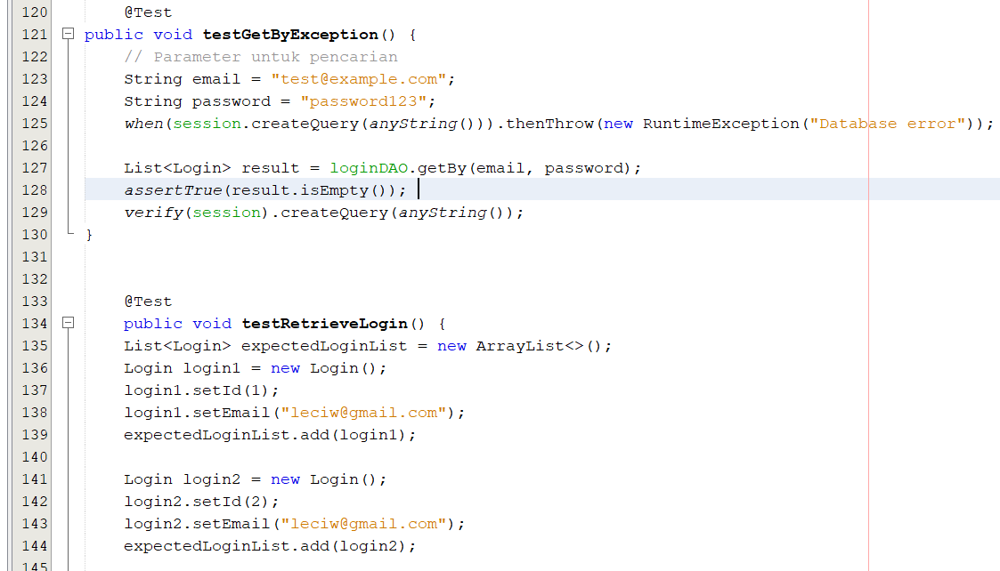 120 @Test
121 public void testGetByException() {
122 // Parameter untuk pencarian
123 String email = "test@example.com";
124 String password = "password123";
125 when(session.createQuery(anyString())).thenThrow(new RuntimeException("Database error"));
126
127 List<Login> result = loginDAO.getBy(email, password);
128 assertTrue(result.isEmpty());
129 verify(session).createQuery(anyString());
130 }
131
132
133 @Test
134 public void testRetrieveLogin() {
135 List<Login> expectedLoginList = new ArrayList<>();
136 Login login1 = new Login();
137 login1.setId(1);
138 login1.setEmail("leciw@gmail.com");
139 expectedLoginList.add(login1);
140
141 Login login2 = new Login();
142 login2.setId(2);
143 login2.setEmail("leciw@gmail.com");
144 expectedLoginList.add(login2);
145